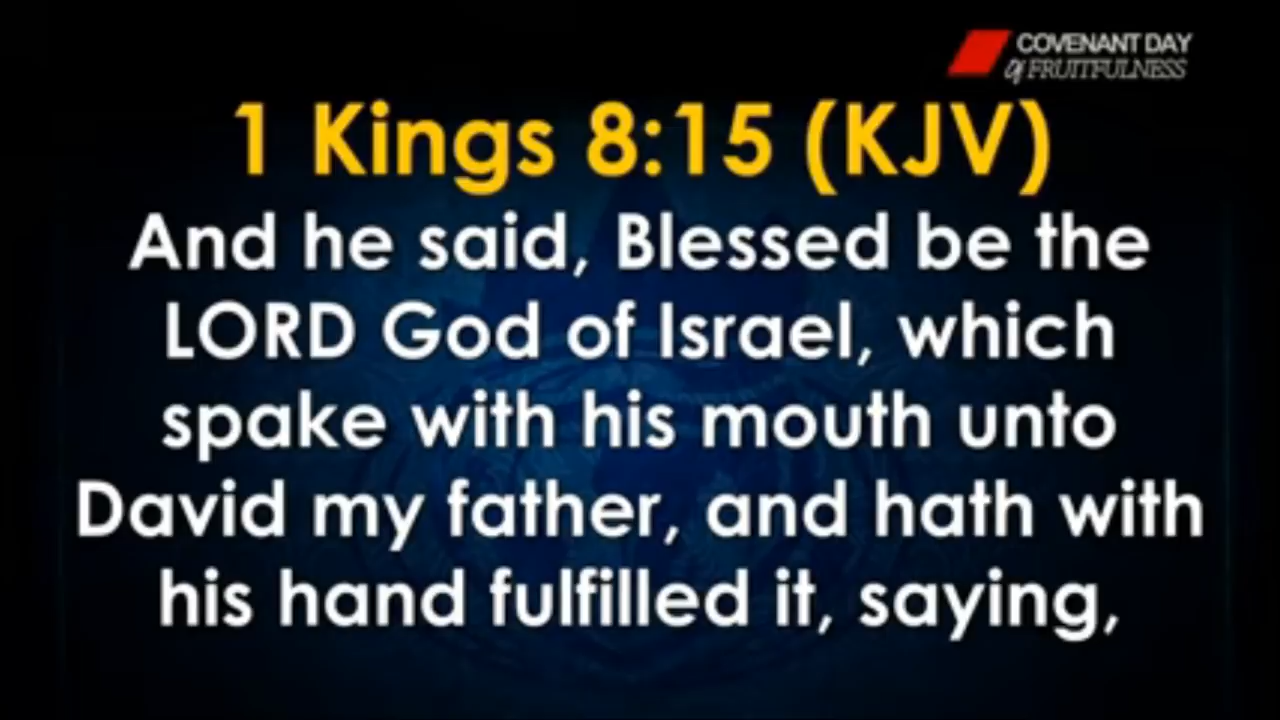 COVENANT DAY
Of FRUITFULNESS
1 Kings 8:15 (KJV)
And he said, Blessed be the
LORD God of Israel, which
spake with his mouth unto
David my father, and hath with
his hand fulfilled it, saying,